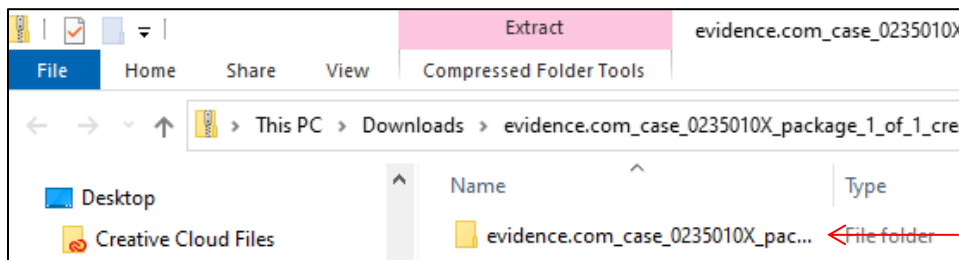 Extract
evidence.com_case_0235010X
File Home Share View Compressed Folder Tools
This PC > Downloads > evidence.com_case_0235010X_package_1_of_1_cre
Name Type
Desktop
Creative Cloud Files
evidence.com_case_0235010X_pac... File folder